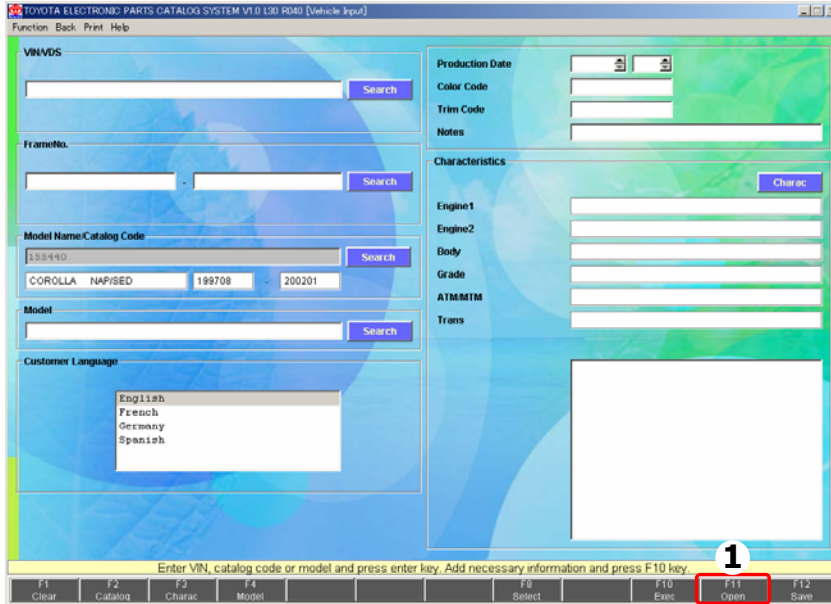 TOYOTA ELECTRONIC PARTS CATALOG SYSTEM V1.0 L30 R040 [Vehicle Input]
Function Back Print Help
VIN/VDS
Search
FrameNo.
- Search
Model Name/Catalog Code
155440 Search
COROLLA NAP/SED 199708 - 200201
Model
Search
Customer Language
English
French
Germany
Spanish
Production Date
Color Code
Trim Code
Notes
Characteristics
Charac
Engine1
Engine2
Body
Grade
ATM/MTM
Trans
1
Enter VIN, catalog code or model and press enter key. Add necessary information and press F10 key.
F1 F2 F3 F4 F8 F10 F11 F12
Clear Catalog Charac Model Select Exec Open Save